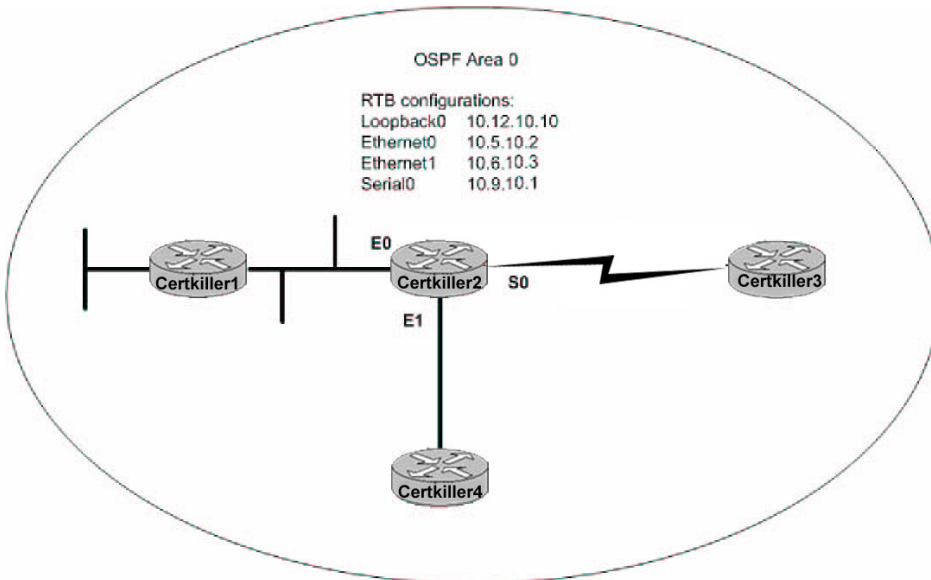 OSPF Area 0
RTB configurations:
Loopback0 10.12.10.10
Ethernet0 10.5.10.2
Ethernet1 10.6.10.3
Serial0 10.9.10.1
E0
Certkiller1
Certkiller2
S0
Certkiller3
E1
Certkiller4